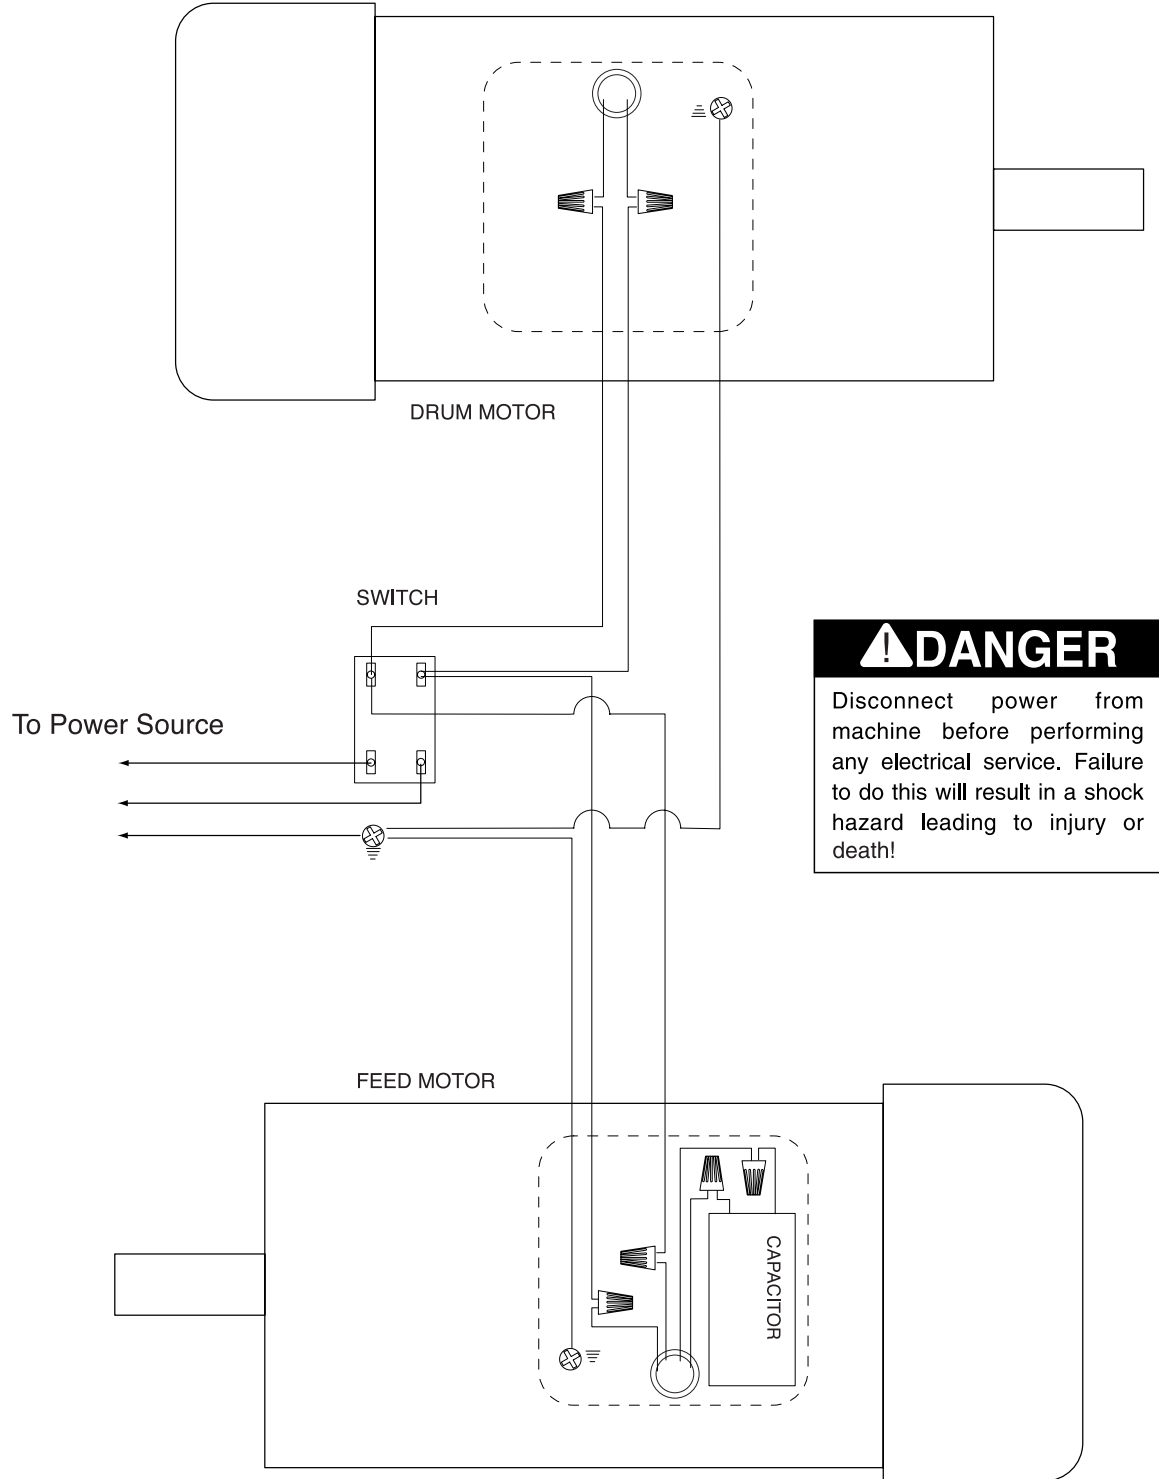 DRUM MOTOR
SWITCH
To Power Source
DANGER
Disconnect power from
machine before performing
any electrical service. Failure
to do this will result in a shock
hazard leading to injury or
death!
FEED MOTOR
CAPACITOR